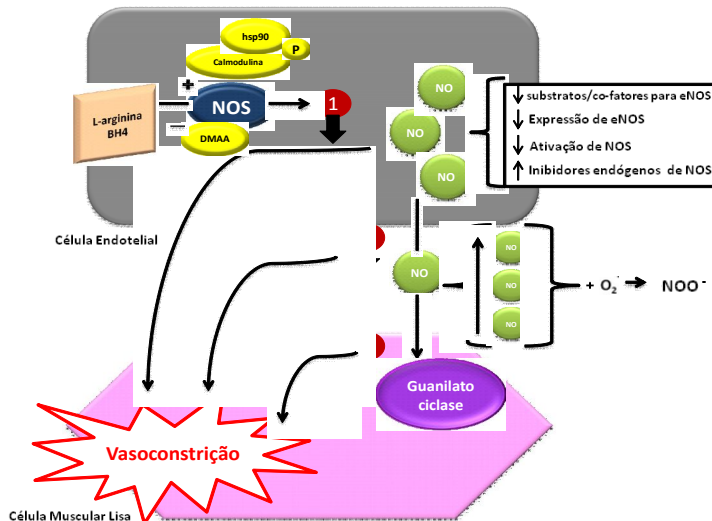 hsp90
P
Calmodulina
+
NOS
1
L-arginina
BH4
–
DMAA
NO
NO
NO
↓ substratos/co-fatores para eNOS
↓ Expressão de eNOS
↓ Ativação de NOS
↑ Inibidores endógenos de NOS
Célula Endotelial
NO
NO
NO
NO
+ O₂⁻ → NOO⁻
Guanilato
ciclase
Vasoconstrição
Célula Muscular Lisa